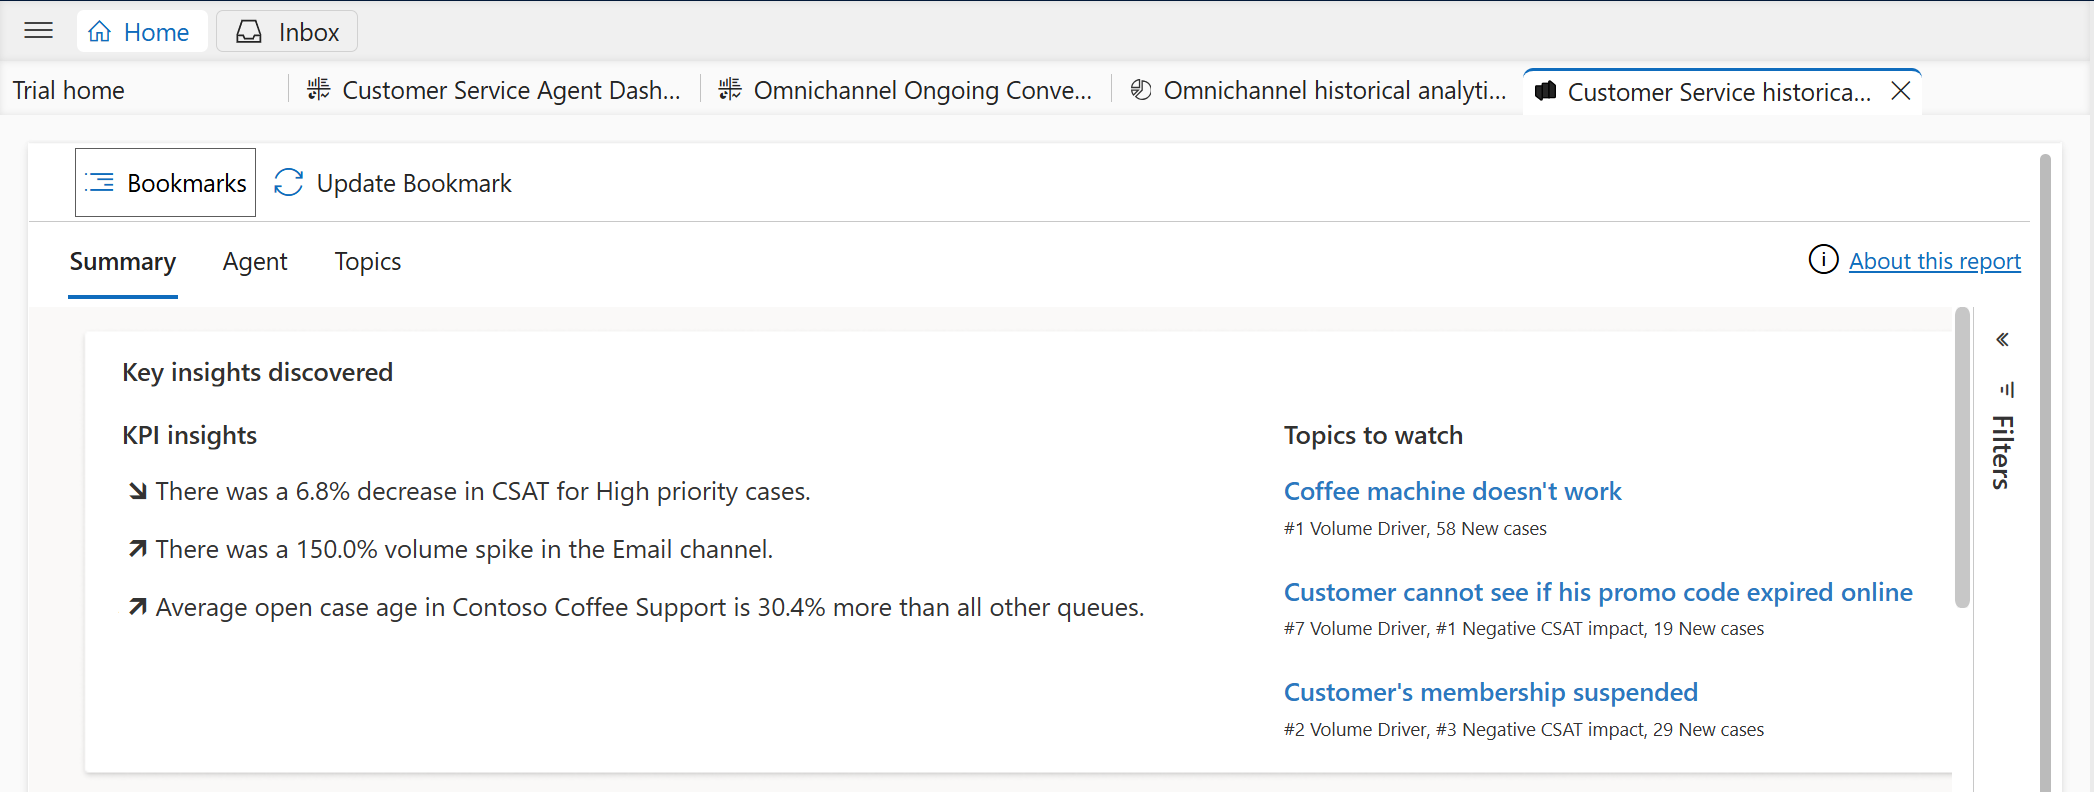 Home Inbox
Trial home Customer Service Agent Dash... Omnichannel Ongoing Conve... Omnichannel historical analyti... Customer Service historica...
Bookmarks Update Bookmark
Summary Agent Topics About this report
Key insights discovered
KPI insights
There was a 6.8% decrease in CSAT for High priority cases.
There was a 150.0% volume spike in the Email channel.
Average open case age in Contoso Coffee Support is 30.4% more than all other queues.
Topics to watch
Coffee machine doesn't work
#1 Volume Driver, 58 New cases
Customer cannot see if his promo code expired online
#7 Volume Driver, #1 Negative CSAT impact, 19 New cases
Customer's membership suspended
#2 Volume Driver, #3 Negative CSAT impact, 29 New cases
Filters